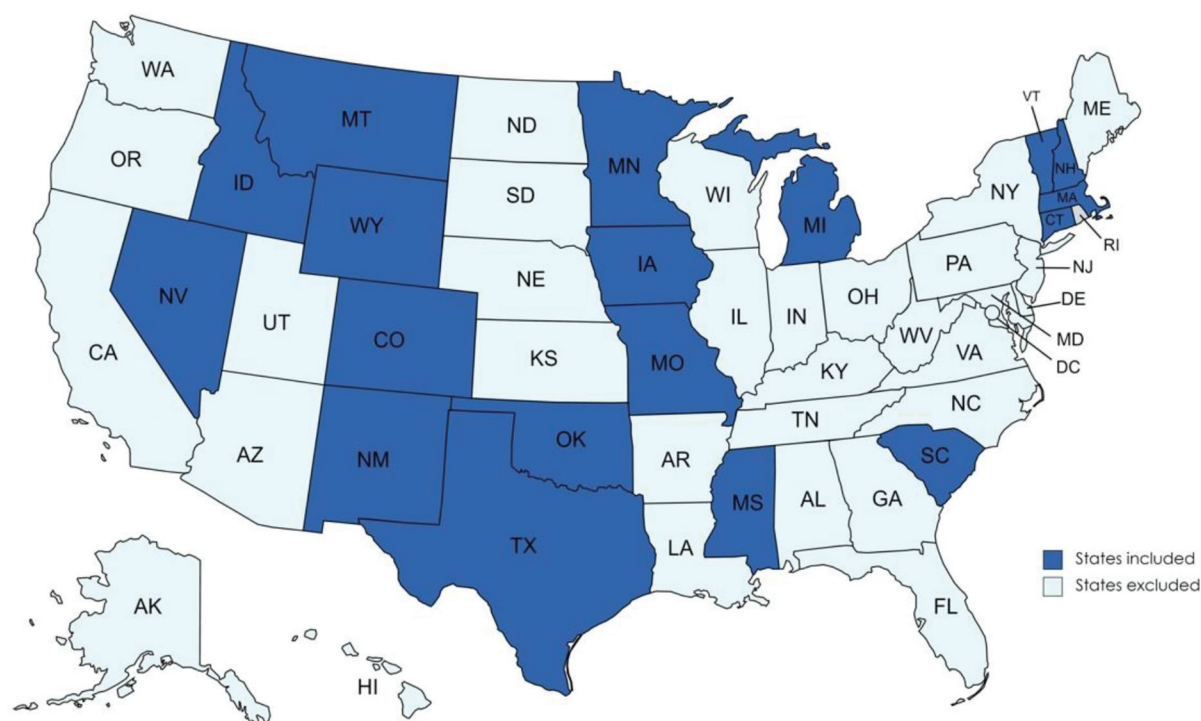 WA
MT
ND
MN
VT
ME
OR
ID
SD
WI
NH
NY
WY
MI
MA
CT
RI
NV
UT
NE
IA
PA
NJ
CA
CO
KS
MO
IL
IN
OH
WV
DE
MD
DC
VA
KY
AZ
NM
OK
AR
TN
NC
SC
TX
LA
MS
AL
GA
States included
States excluded
AK
HI
FL